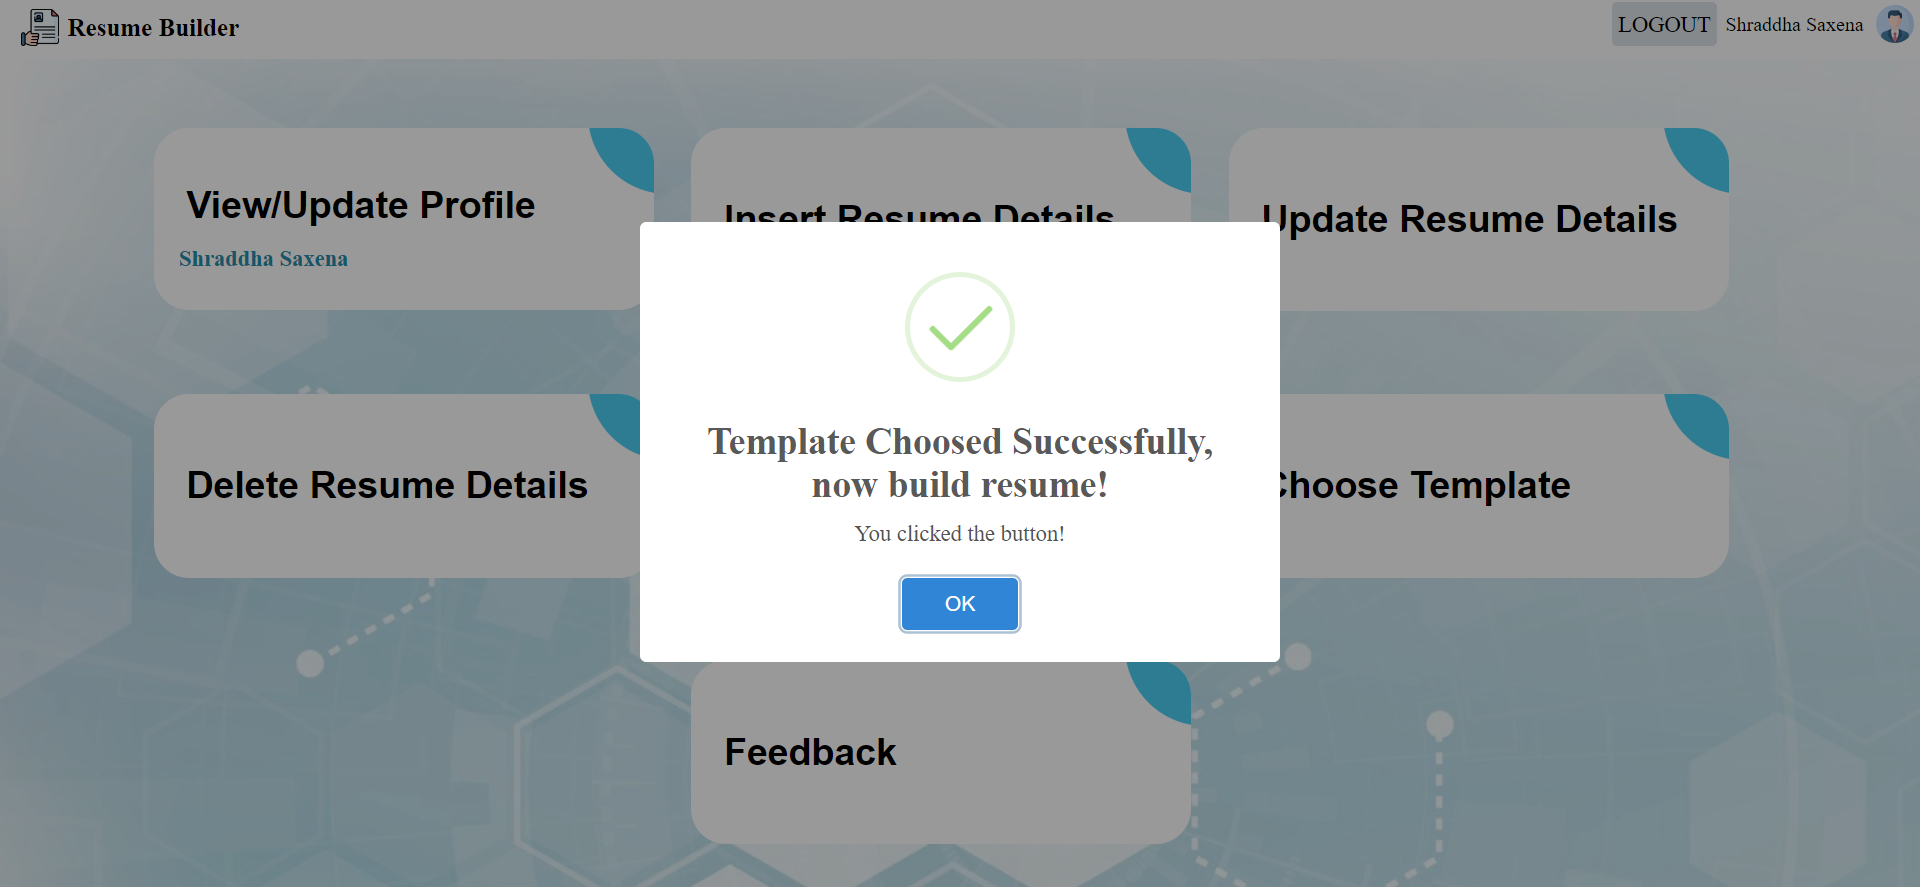 Resume Builder
LOGOUT Shraddha Saxena
View/Update Profile
Shraddha Saxena
Insert Resume Details
Update Resume Details
Template Choosed Successfully,
now build resume!
You clicked the button!
OK
Delete Resume Details
Choose Template
Feedback